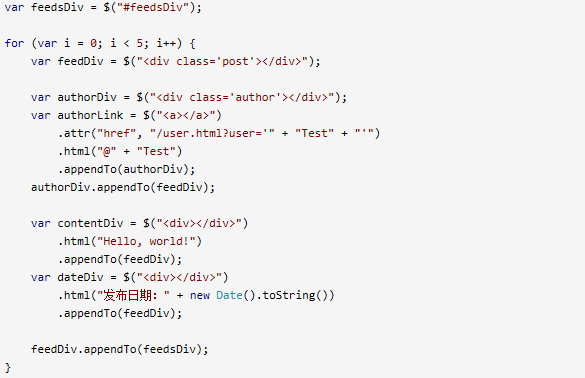 var feedsDiv = $("#feedsDiv");
for (var i = 0; i < 5; i++) {
var feedDiv = $("<div class='post'></div>");
var authorDiv = $("<div class='author'></div>");
var authorLink = $("<a></a>")
.attr("href", "/user.html?user='" + "Test" + "'")
.html("@" + "Test")
.appendTo(authorDiv);
authorDiv.appendTo(feedDiv);
var contentDiv = $("<div></div>")
.html("Hello, world!")
.appendTo(feedDiv);
var dateDiv = $("<div></div>")
.html("发布日期：" + new Date().toString())
.appendTo(feedDiv);
feedDiv.appendTo(feedsDiv);
}